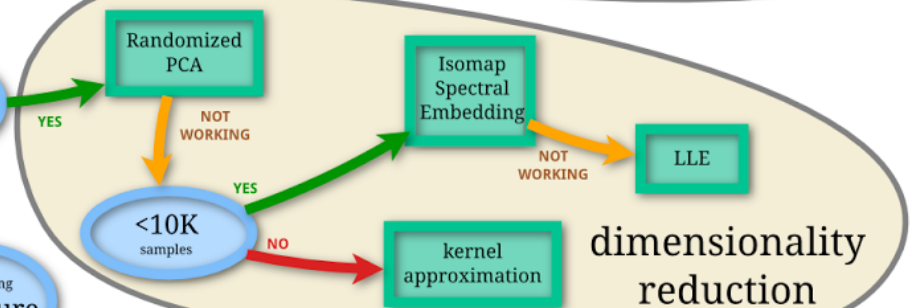 Randomized
PCA
YES
NOT
WORKING
Isomap
Spectral
Embedding
NOT
WORKING
LLE
YES
<10K
samples
NO
kernel
approximation
dimensionality
reduction